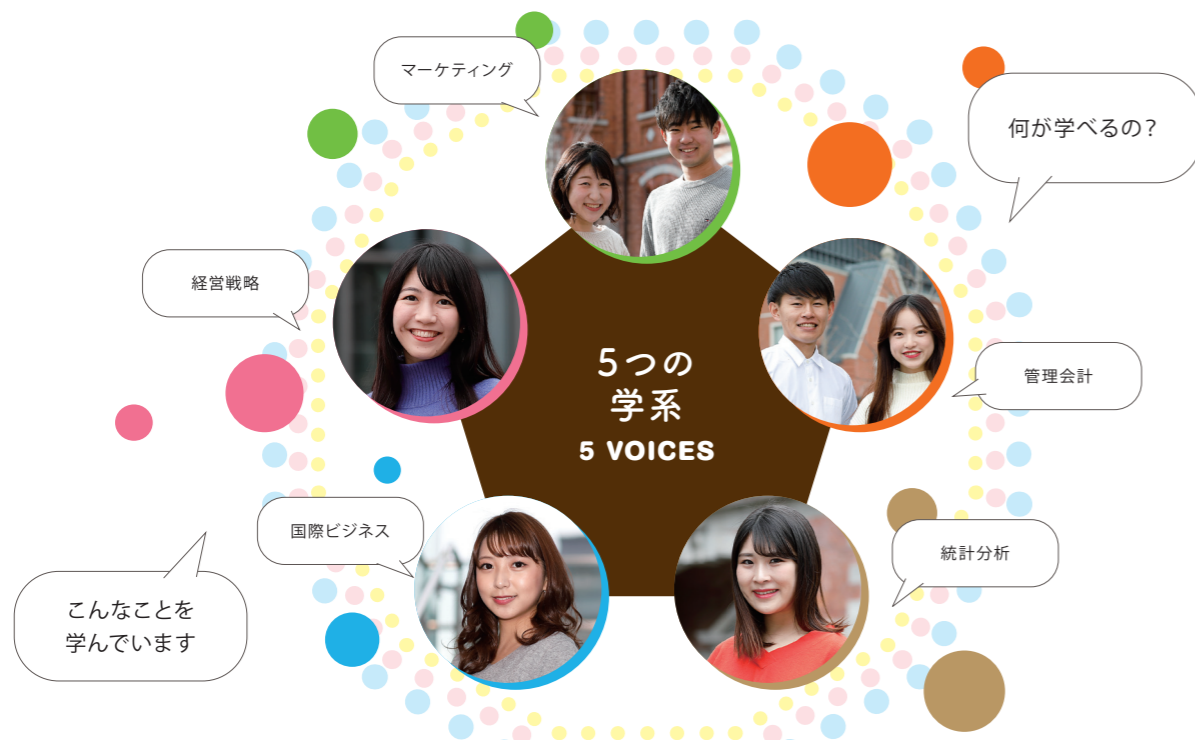 マーケティング
何が学べるの？
経営戦略
5つの
学系
5 VOICES
管理会計
国際ビジネス
統計分析
こんなことを
学んでいます